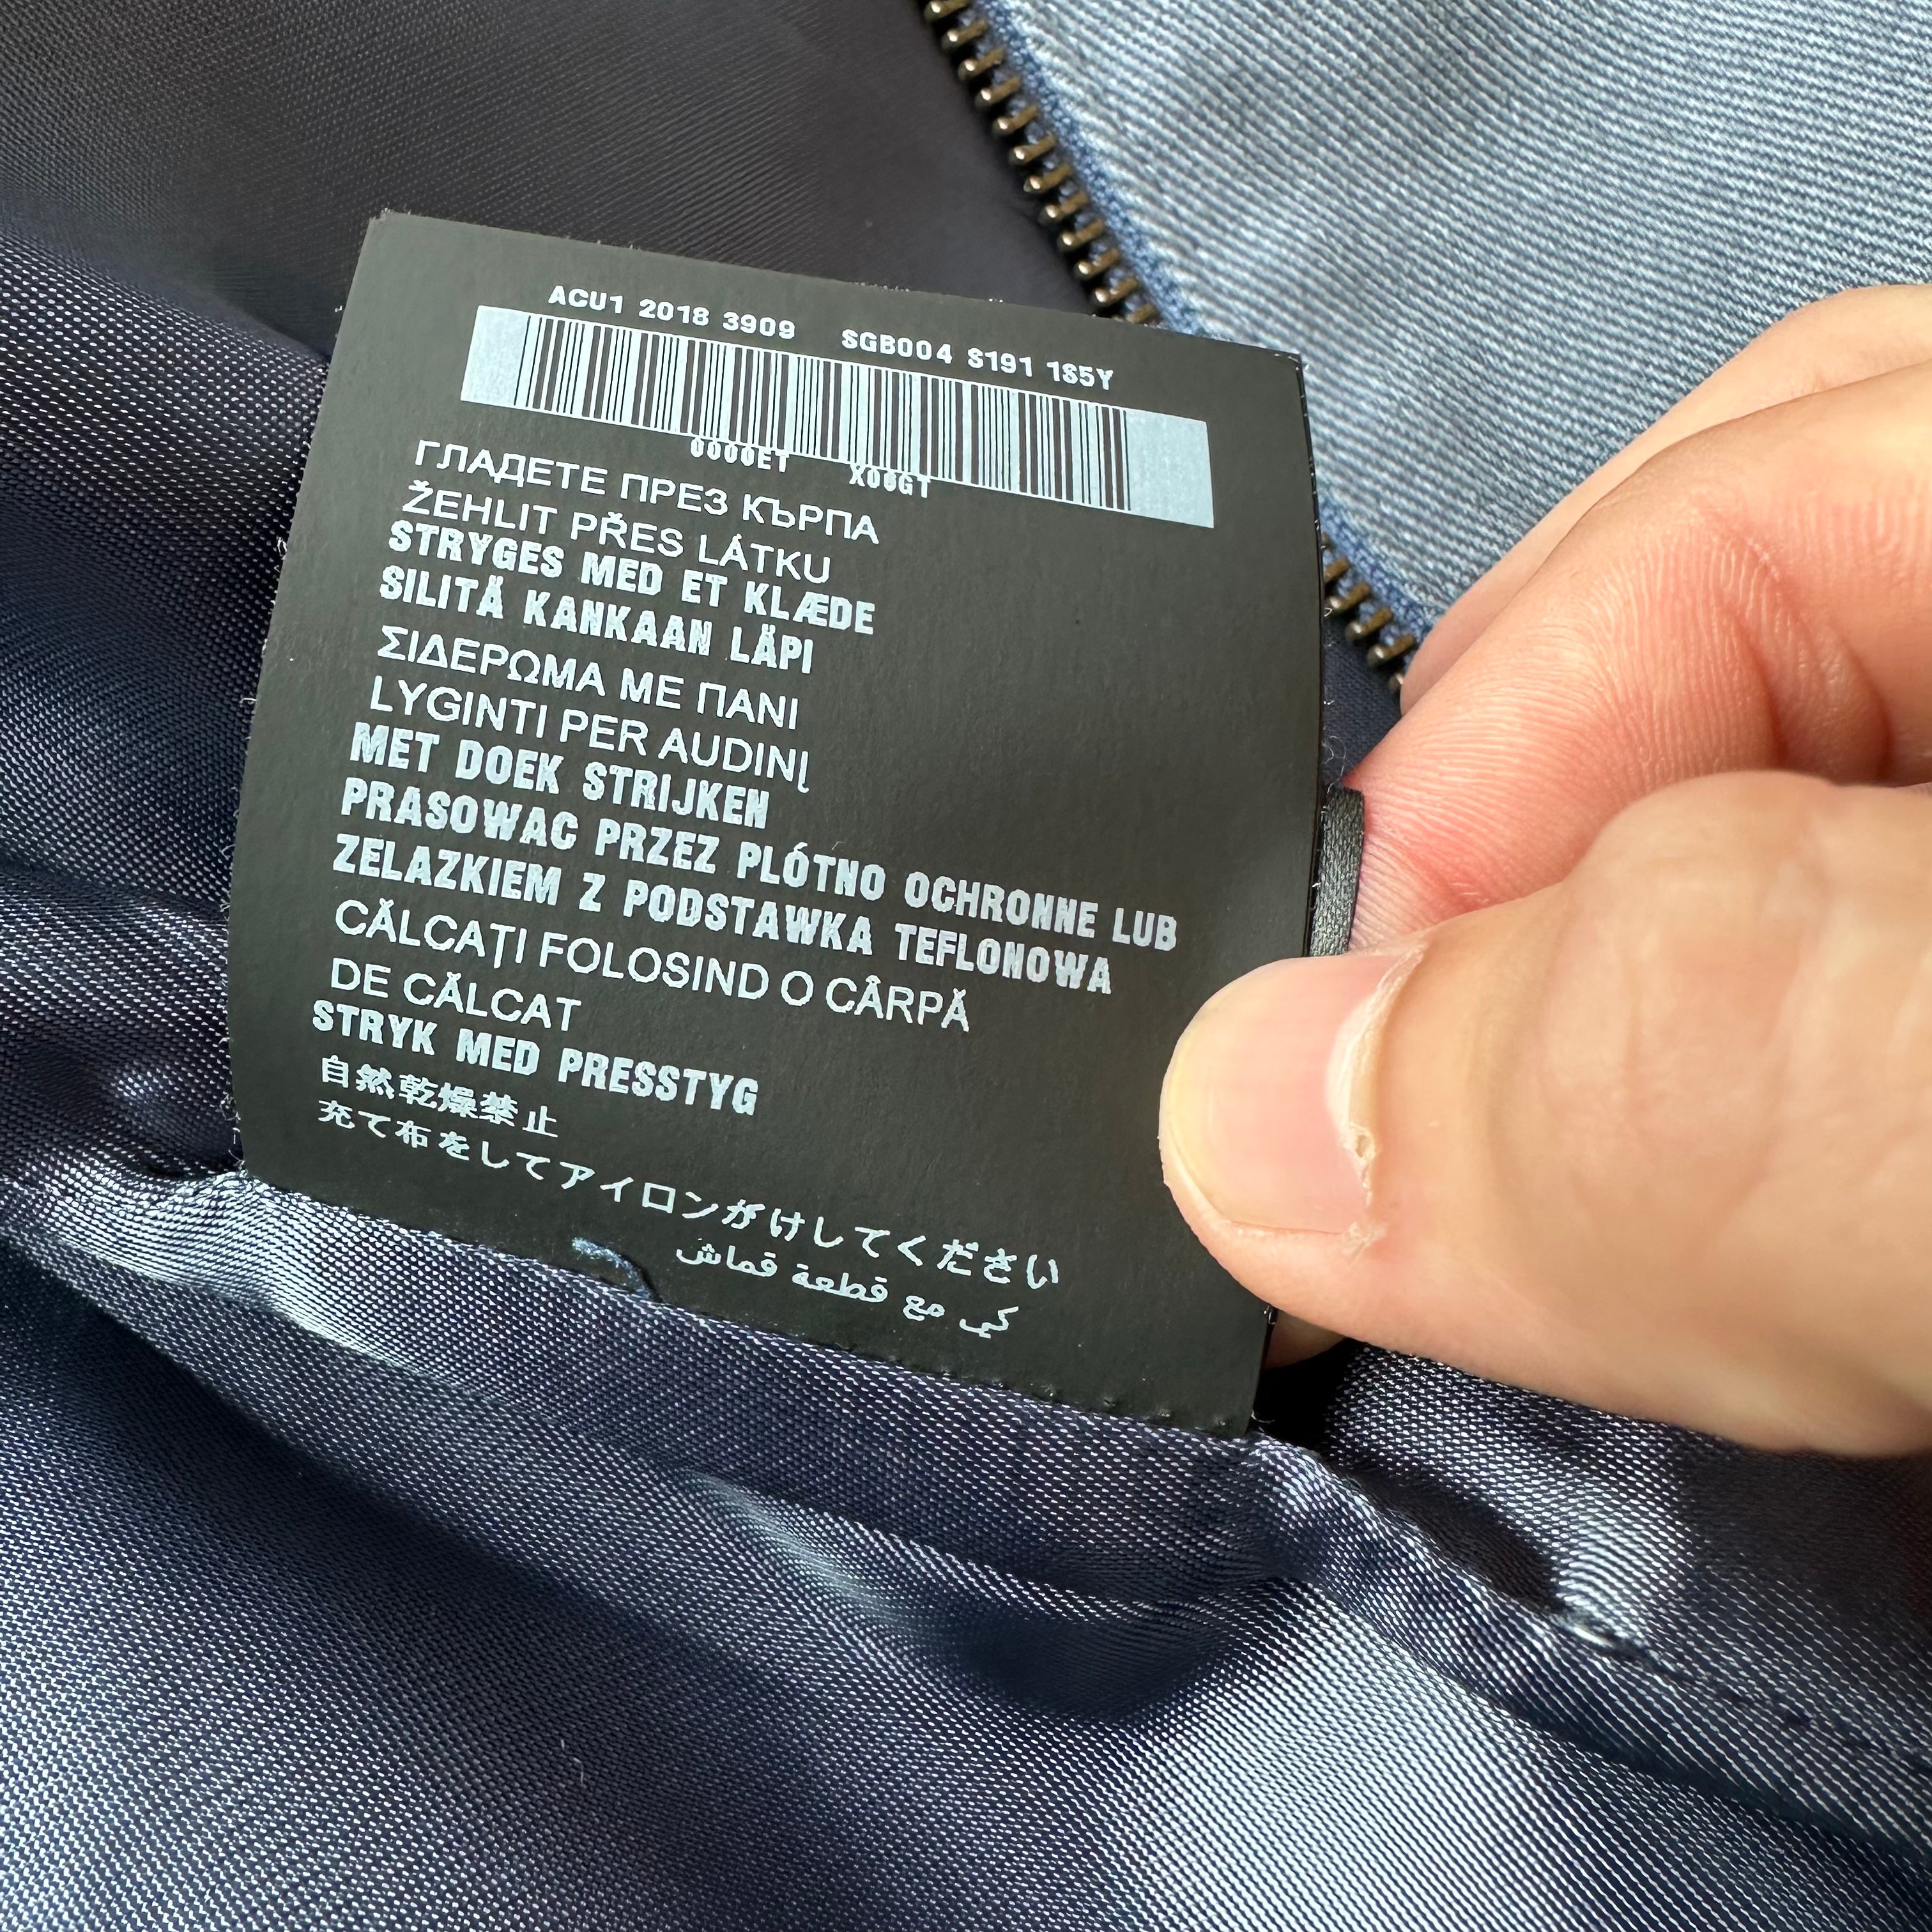 ACU1 2018 3909 SGB004 S191 1S5Y
0000ET X06GT
ГЛАДЕТЕ ПРЕЗ КЪРПА
ŽEHLIT PŘES LÁTKU
STRYGES MED ET KLÆDE
SILITÄ KANKAAN LÄPI
ΣΙΔΕΡΩΜΑ ΜΕ ΠΑΝΙ
LYGINTI PER AUDINĮ
MET DOEK STRIJKEN
PRASOWAC PRZEZ PLÓTNO OCHRONNE LUB
ZELAZKIEM Z PODSTAWKA TEFLONOWA
CĂLCAȚI FOLOSIND O CÂRPĂ
DE CĂLCAT
STRYK MED PRESSTYG
自然乾燥禁止
充て布をしてアイロンがけしてください
كي مع قطعة قماش